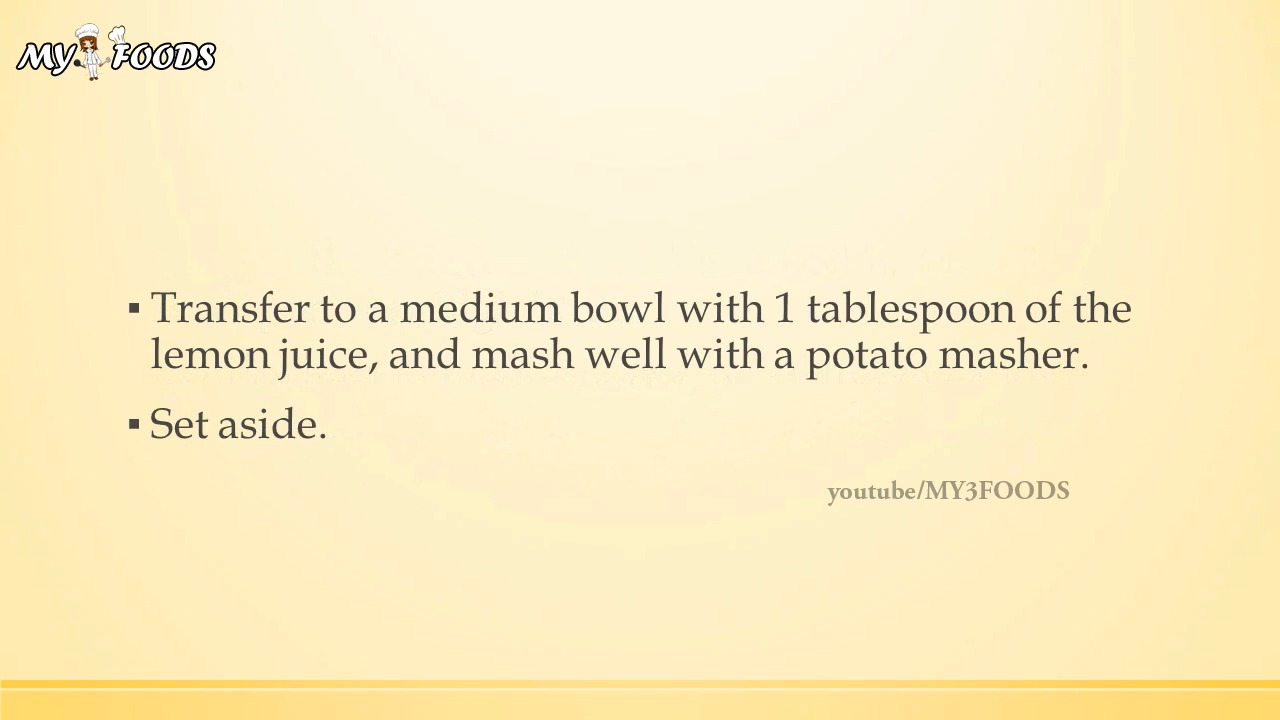 MY FOODS
▪ Transfer to a medium bowl with 1 tablespoon of the
lemon juice, and mash well with a potato masher.
▪ Set aside.
youtube/MY3FOODS